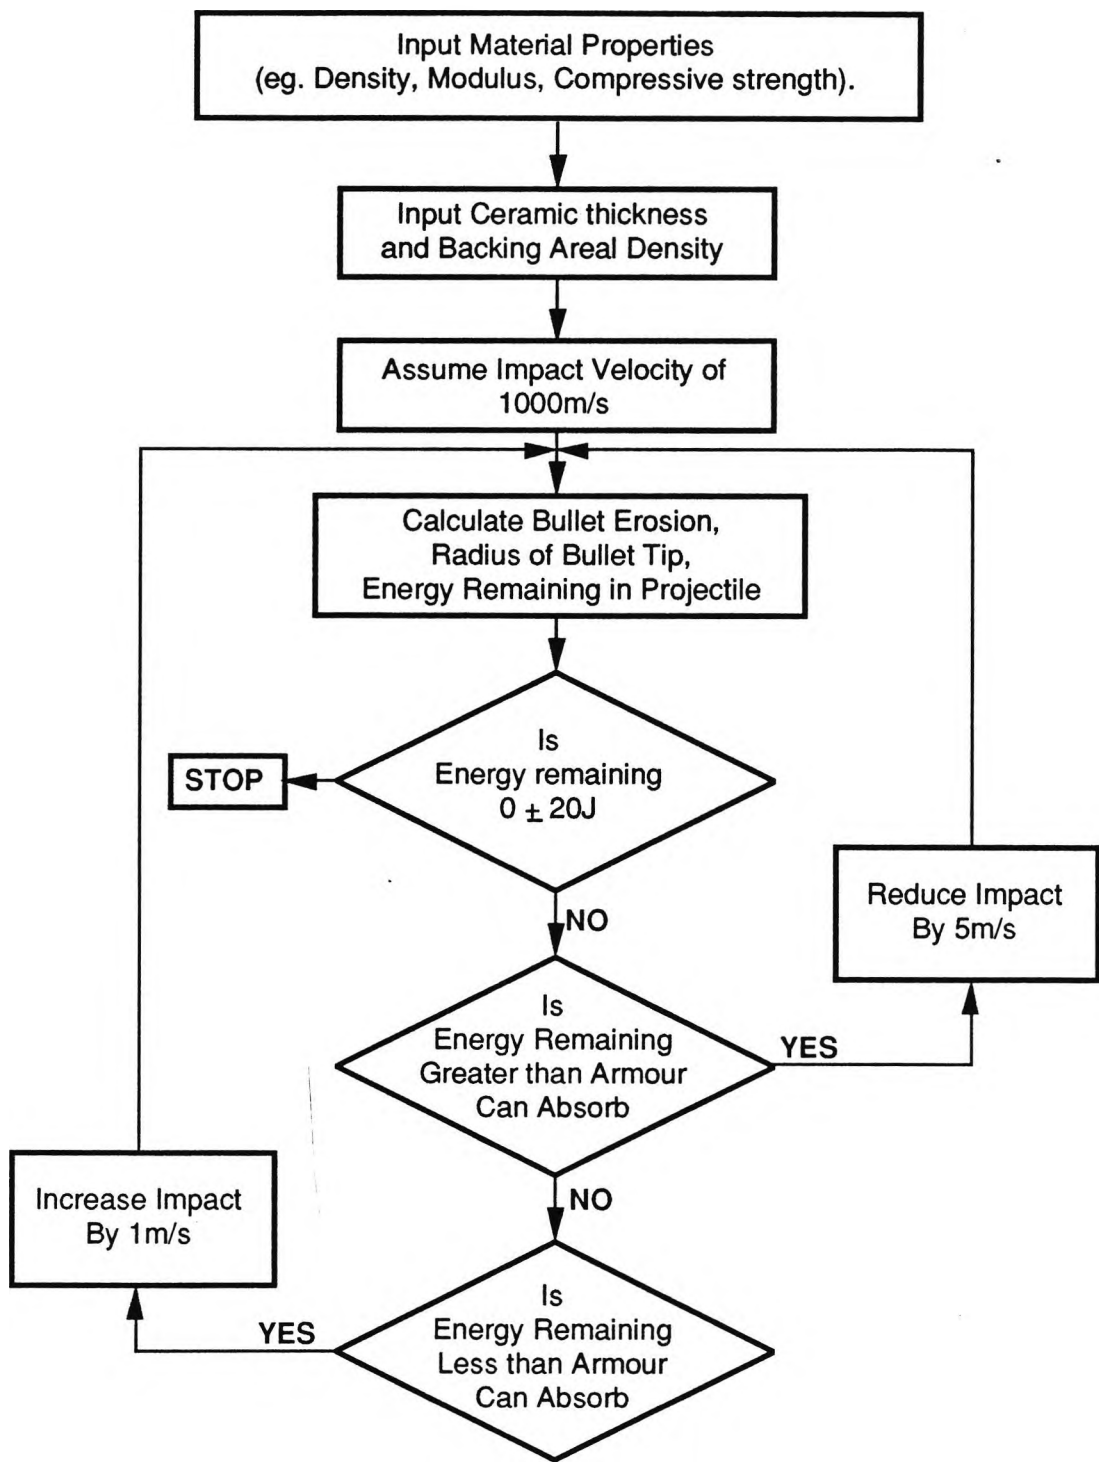 Input Material Properties
(eg. Density, Modulus, Compressive strength).
Input Ceramic thickness
and Backing Areal Density
Assume Impact Velocity of
1000m/s
Calculate Bullet Erosion,
Radius of Bullet Tip,
Energy Remaining in Projectile
Is
Energy remaining
0 ± 20J
STOP
NO
Reduce Impact
By 5m/s
Is
Energy Remaining
Greater than Armour
Can Absorb
YES
NO
Increase Impact
By 1m/s
Is
Energy Remaining
Less than Armour
Can Absorb
YES